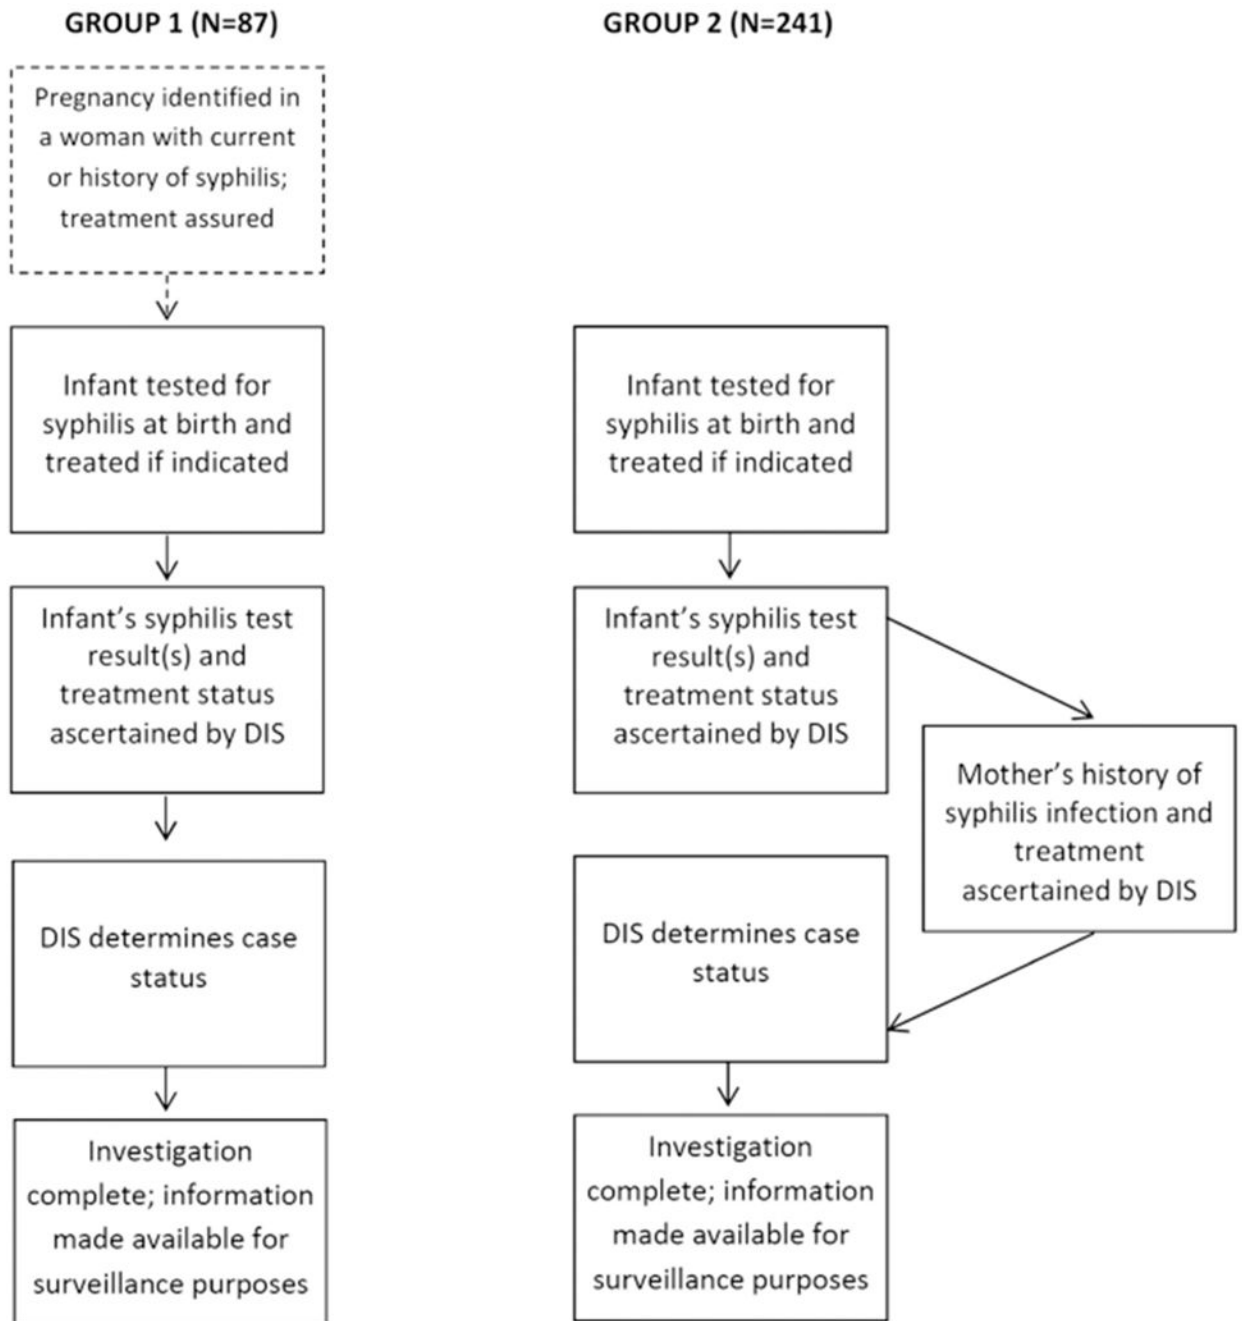 GROUP 1 (N=87)
Pregnancy identified in
a woman with current
or history of syphilis;
treatment assured
Infant tested for
syphilis at birth and
treated if indicated
Infant's syphilis test
result(s) and
treatment status
ascertained by DIS
DIS determines case
status
Investigation
complete; information
made available for
surveillance purposes
GROUP 2 (N=241)
Infant tested for
syphilis at birth and
treated if indicated
Infant's syphilis test
result(s) and
treatment status
ascertained by DIS
Mother's history of
syphilis infection and
treatment
ascertained by DIS
DIS determines case
status
Investigation
complete; information
made available for
surveillance purposes